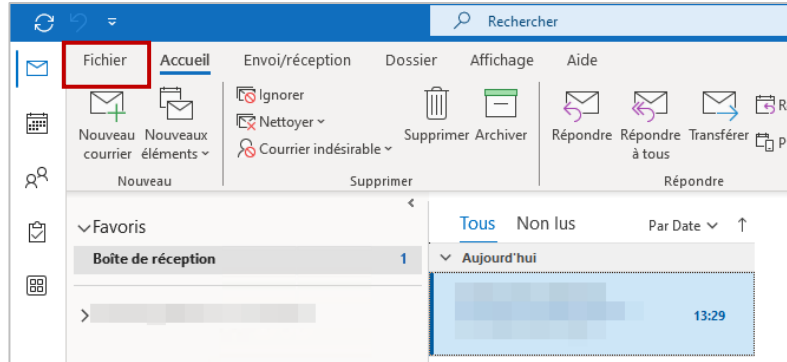 Rechercher
Fichier Accueil Envoi/réception Dossier Affichage Aide
Ignorer
Nettoyer
Courrier indésirable
Nouveau courrier
Nouveaux éléments
Supprimer Archiver
Répondre Répondre à tous Transférer
R
P
Nouveau Supprimer Répondre
Favoris
Tous Non lus Par Date
Boîte de réception 1
Aujourd'hui
13:29